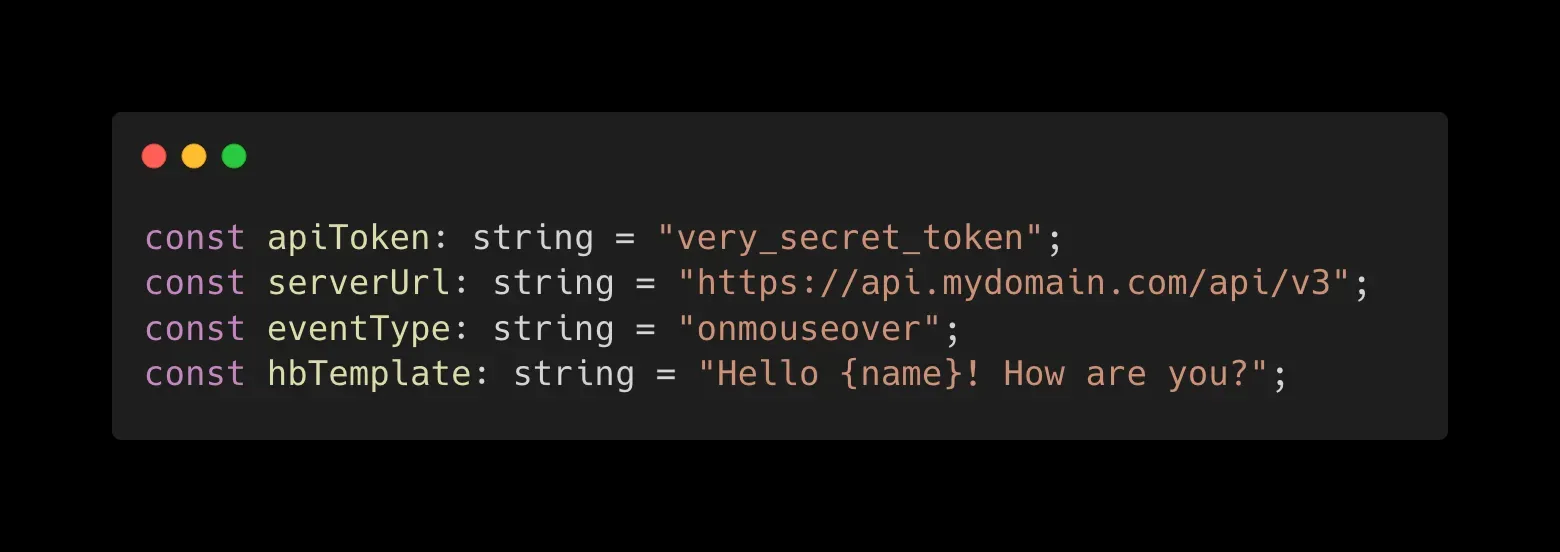 const apiToken: string = "very_secret_token";
const serverUrl: string = "https://api.mydomain.com/api/v3";
const eventType: string = "onmouseover";
const hbTemplate: string = "Hello {name}! How are you?";